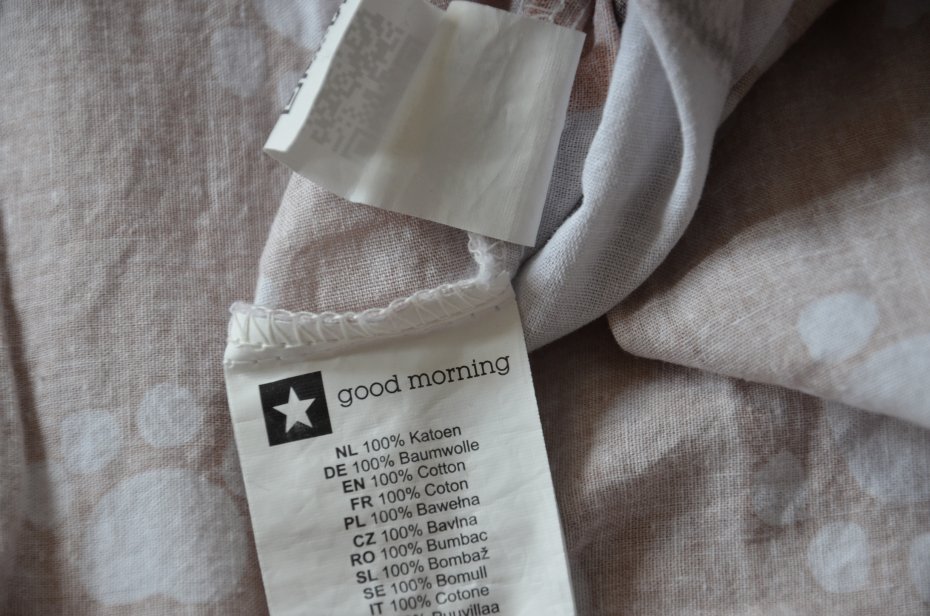 good morning
NL 100% Katoen
DE 100% Baumwolle
EN 100% Cotton
FR 100% Coton
PL 100% Bawełna
CZ 100% Bavlna
RO 100% Bumbac
SL 100% Bombaž
SE 100% Bomull
IT 100% Cotone
Puuvillaa